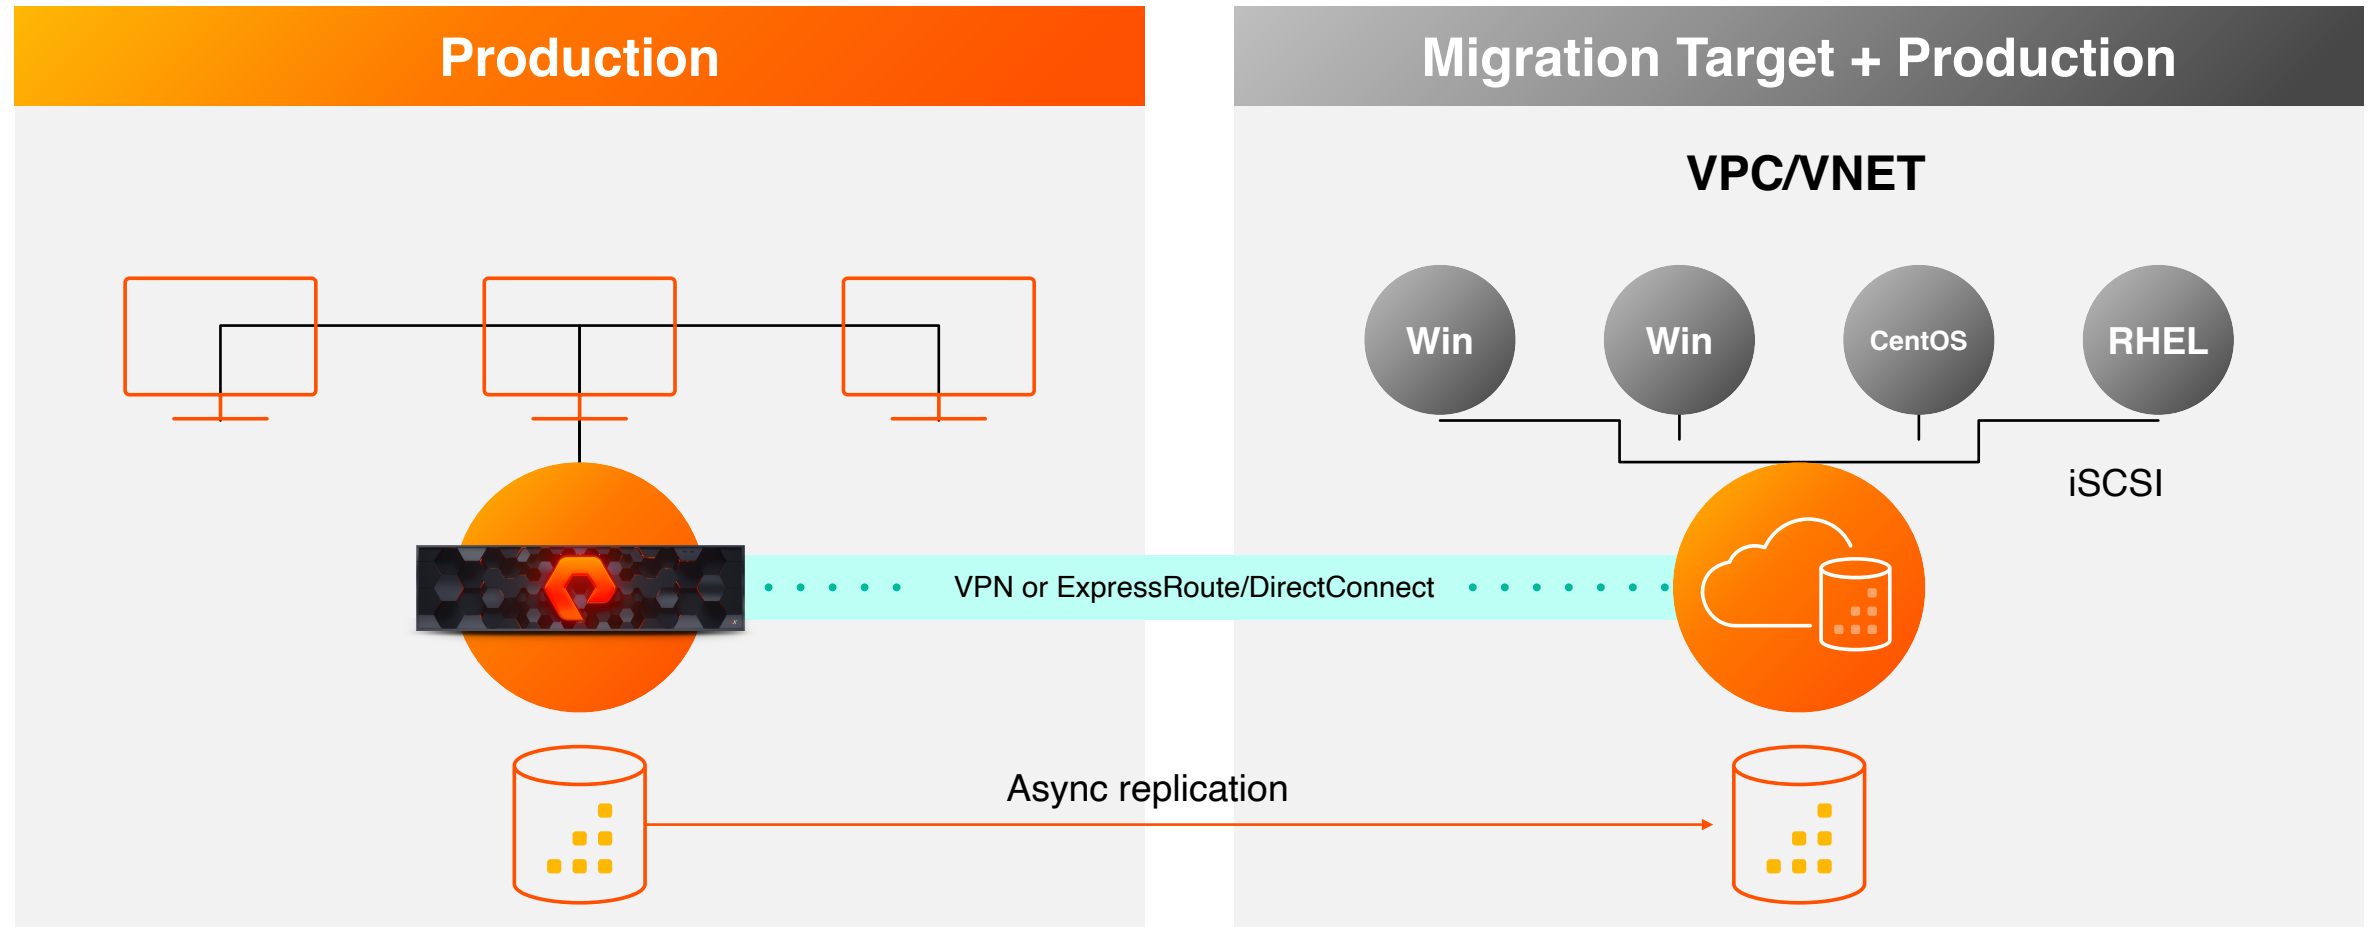 Production
Migration Target + Production
VPC/VNET
Win
Win
CentOS
RHEL
iSCSI
VPN or ExpressRoute/DirectConnect
Async replication